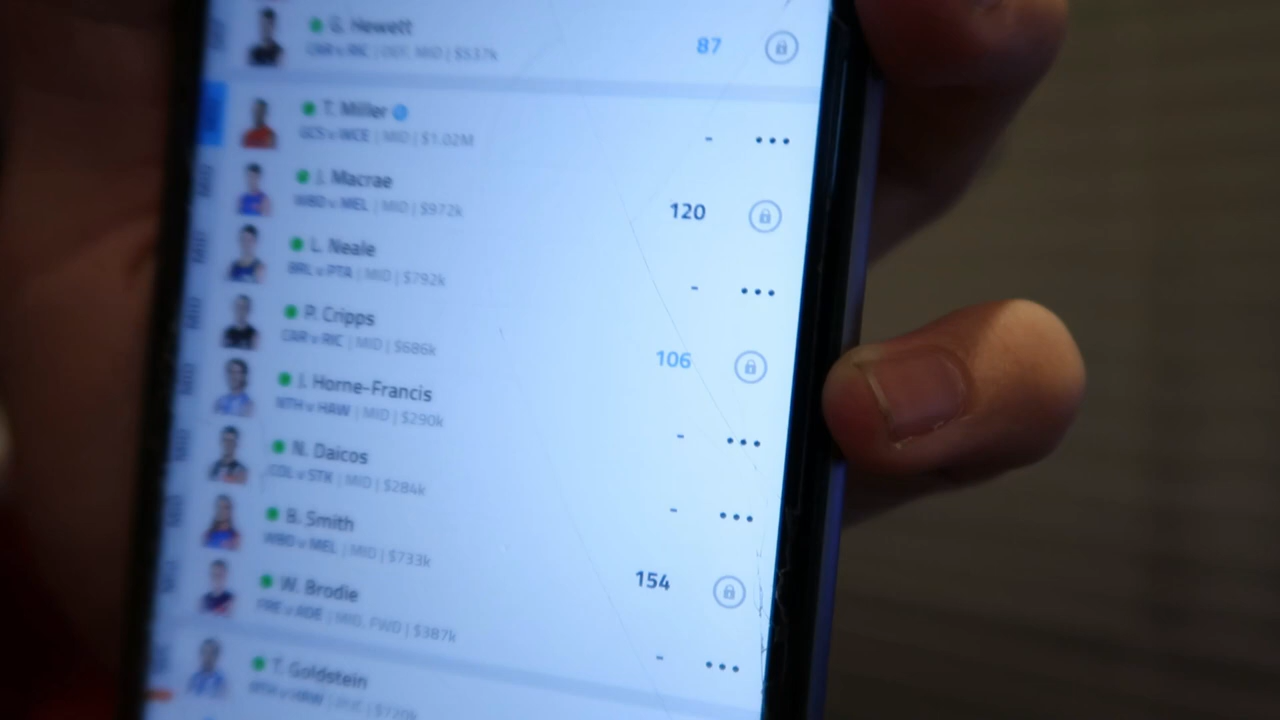 G. Hewett
CAR v RIC | DEF, MID | $537k
87
T. Miller
GCS v WCE | MID | $1.02M
-
J. Macrae
WBD v MEL | MID | $972k
120
L. Neale
BRL v PTA | MID | $792k
-
P. Cripps
CAR v RIC | MID | $686k
106
J. Horne-Francis
NTH v HAW | MID | $290k
-
N. Daicos
COL v STK | MID | $284k
-
B. Smith
WBD v MEL | MID | $733k
154
W. Brodie
FRE v ADE | MID, FWD | $387k
-
T. Goldstein
NTH v HAW